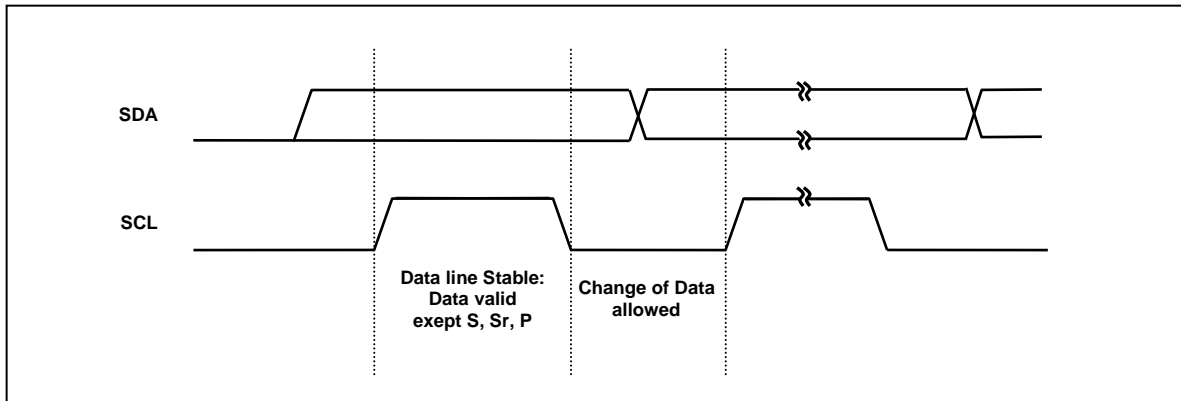 SDA
SCL
Data line Stable:
Data valid
exept S, Sr, P
Change of Data
allowed